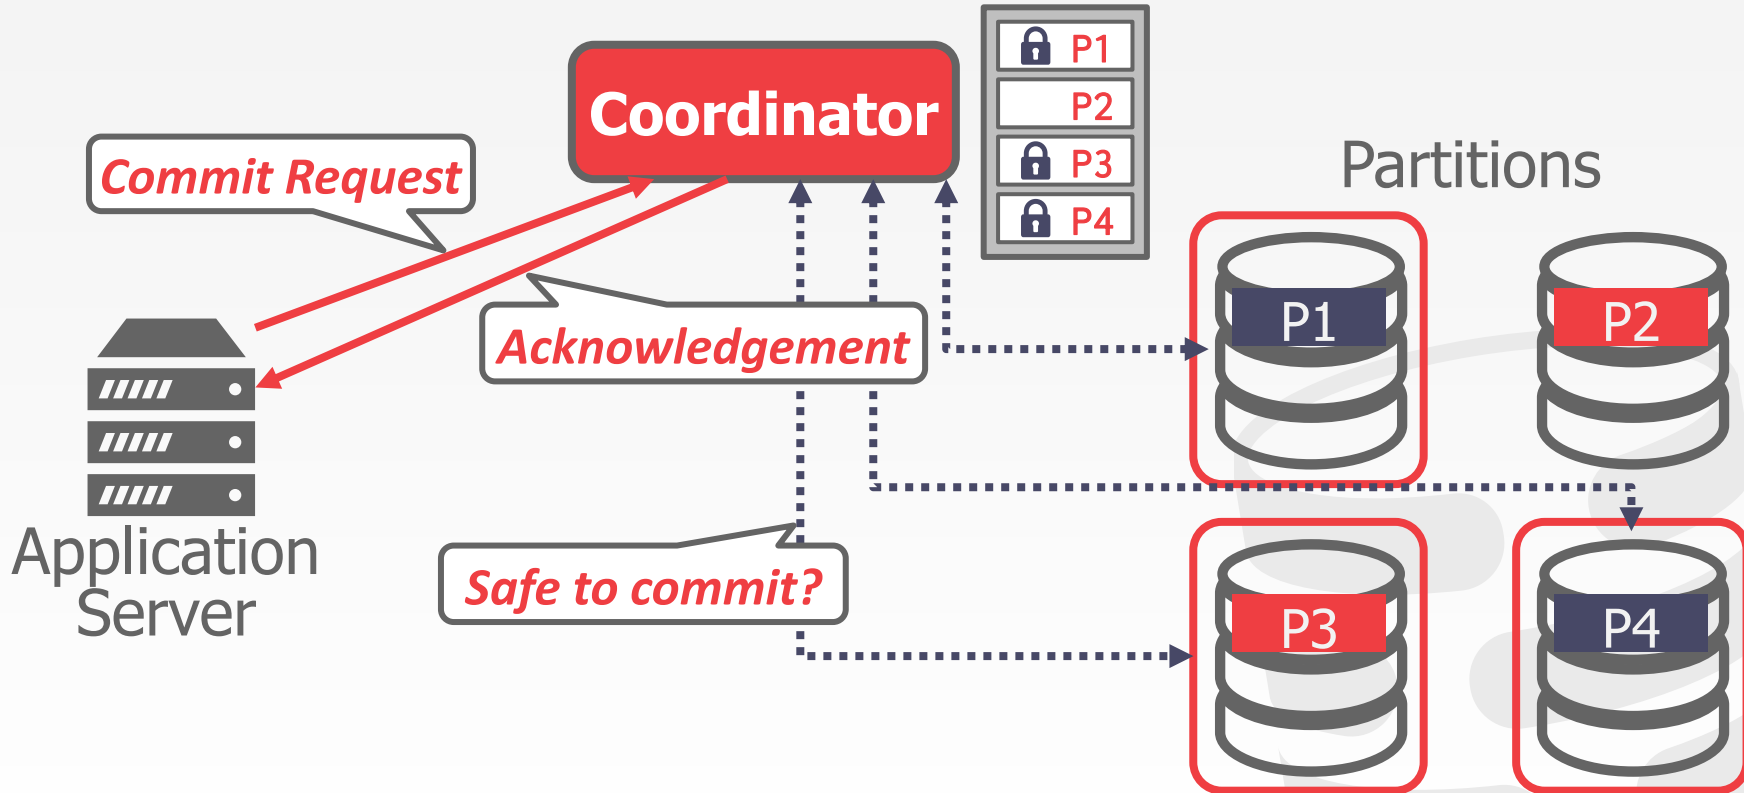 P1
P2
P3
P4
Coordinator
Commit Request
Partitions
Acknowledgement
P1
P2
Application
Server
Safe to commit?
P3
P4